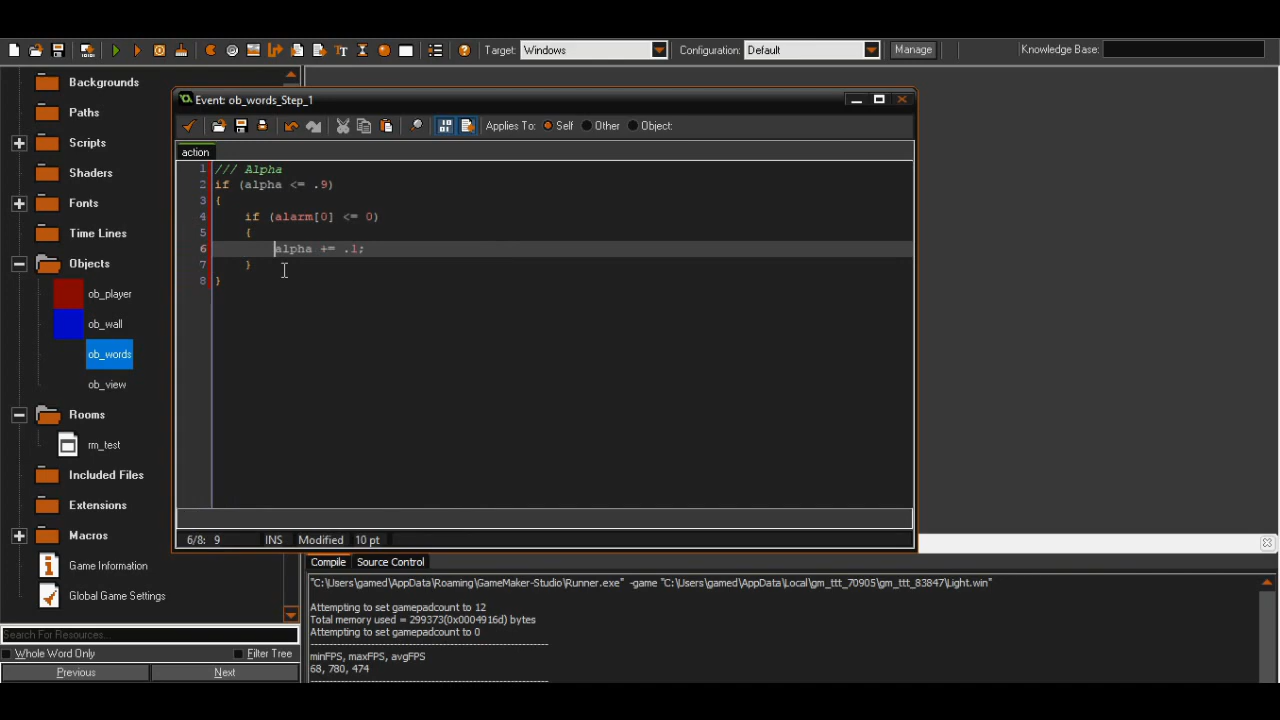 Target: Windows Configuration: Default Manage Knowledge Base:
Backgrounds
Paths
Scripts
Shaders
Fonts
Time Lines
Objects
ob_player
ob_wall
ob_words
ob_view
Rooms
rm_test
Included Files
Extensions
Macros
Game Information
Global Game Settings
Search For Resources...
Whole Word Only Filter Tree
Previous Next
Event: ob_words_Step_1
Applies To: Self Other Object:
action
1 /// Alpha
2 if (alpha <= .9)
3 {
4 if (alarm[0] <= 0)
5 {
6 alpha += .1;
7 }
8 }
6/8: 9 INS Modified 10 pt
Compile Source Control
"C:\Users\gamed\AppData\Roaming\GameMaker-Studio\Runner.exe" -game "C:\Users\gamed\AppData\Local\gm_ttt_70905\gm_ttt_83847\Light.win"
Attempting to set gamepadcount to 12
Total memory used = 299373(0x0004916d) bytes
Attempting to set gamepadcount to 0
----------------------------------------------------------
minFPS, maxFPS, avgFPS
68, 780, 474
----------------------------------------------------------